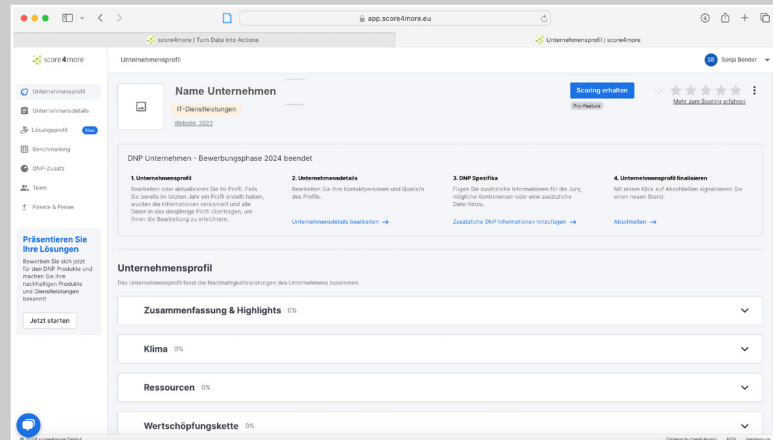 app.score4more.eu
score4more | Turn Data into Actions
Unternehmensprofil | score4more
score4more
Unternehmensprofil
SB Sonja Bender
Unternehmensprofil
Unternehmensdetails
Lösungsprofil Neu
Benchmarking
DNP-Zusatz
Team
Pakete & Preise
Präsentieren Sie
Ihre Lösungen
Bewerben Sie sich jetzt
für den DNP Produkte und
machen Sie Ihre
nachhaltigen Produkte
und Dienstleistungen
bekannt!
Jetzt starten
Name Unternehmen
IT-Dienstleistungen
Website, 2023
Scoring erhalten
Pro-Feature
Mehr zum Scoring erfahren
DNP Unternehmen - Bewerbungsphase 2024 beendet
1. Unternehmensprofil
Bearbeiten oder aktualisieren Sie Ihr Profil. Falls
Sie bereits im letzten Jahr ein Profil erstellt haben,
wurden die Informationen versioniert und alle
Daten in das diesjährige Profil übertragen, um
Ihnen die Bearbeitung zu erleichtern.
2. Unternehmensdetails
Bearbeiten Sie Ihre Kontaktpersonen und Quelle/n
des Profils.
Unternehmensdetails bearbeiten →
3. DNP Spezifika
Fügen Sie zusätzliche Informationen für die Jury,
mögliche Kontroversen oder eine zusätzliche
Datei hinzu.
Zusätzliche DNP Informationen hinzufügen →
4. Unternehmensprofil finalisieren
Mit einem Klick auf Abschließen signalisieren Sie
einen neuen Stand.
Abschließen →
Unternehmensprofil
Das Unternehmensprofil fasst die Nachhaltigkeitsleistungen des Unternehmens zusammen.
Zusammenfassung & Highlights 0%
Klima 0%
Ressourcen 0%
Wertschöpfungskette 0%
© 2024 score4more GmbH
Datenschutzerklärung AGB Impressum